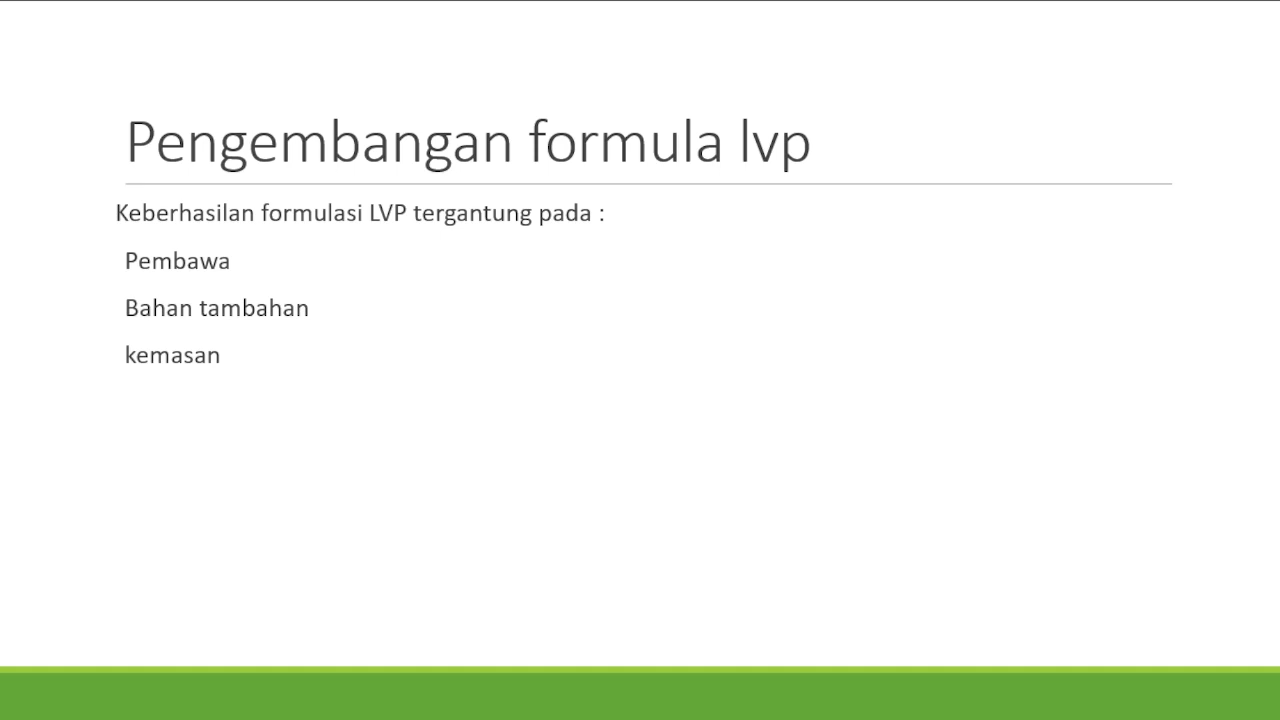 Pengembangan formula lvp
Keberhasilan formulasi LVP tergantung pada :
Pembawa
Bahan tambahan
kemasan